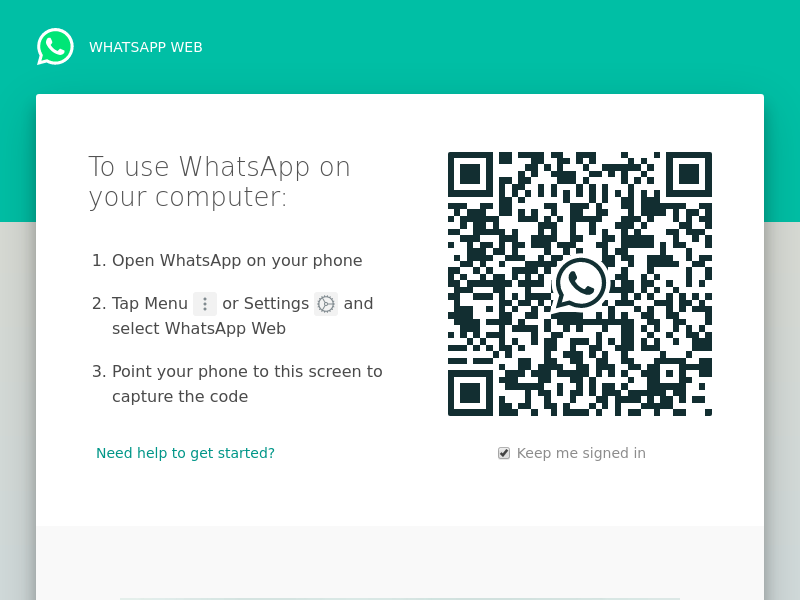 WHATSAPP WEB
To use WhatsApp on
your computer:
1. Open WhatsApp on your phone
2. Tap Menu or Settings and
select WhatsApp Web
3. Point your phone to this screen to
capture the code
Need help to get started?
Keep me signed in